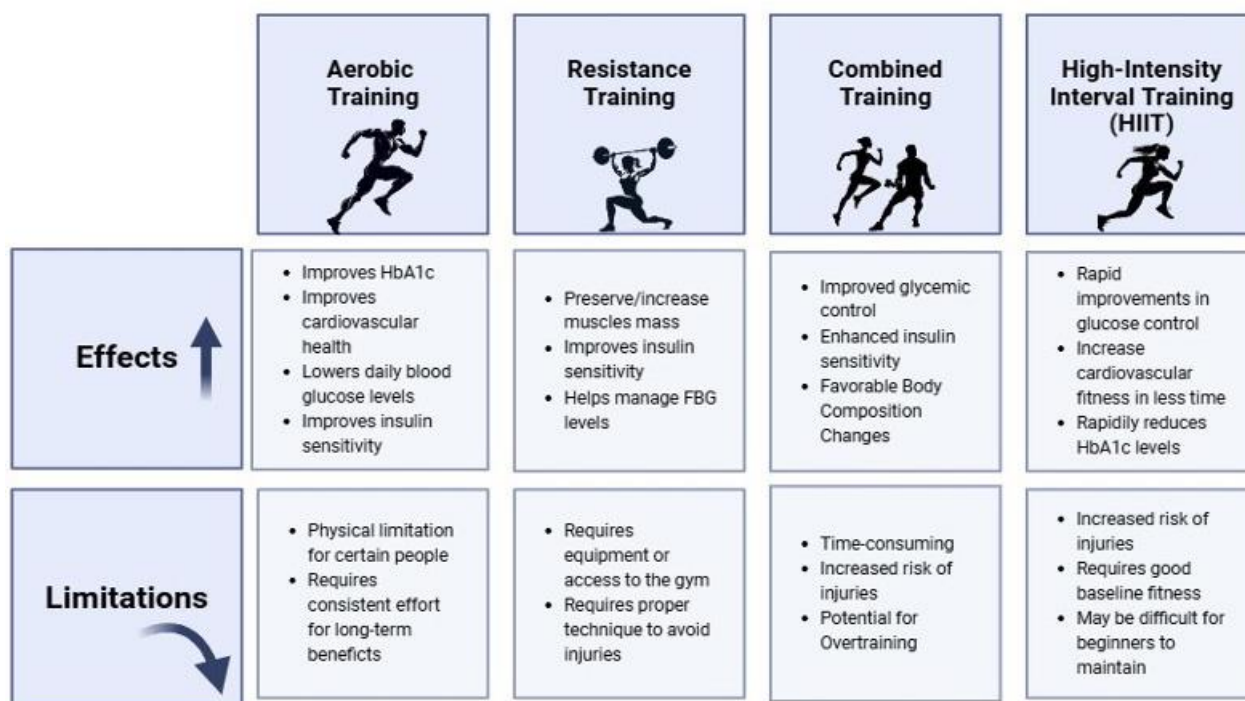 Aerobic
Training
Resistance
Training
Combined
Training
High-Intensity
Interval Training
(HIIT)
Effects
• Improves HbA1c
• Improves
cardiovascular
health
• Lowers daily blood
glucose levels
• Improves insulin
sensitivity
• Preserve/increase
muscles mass
• Improves insulin
sensitivity
• Helps manage FBG
levels
• Improved glycemic
control
• Enhanced insulin
sensitivity
• Favorable Body
Composition
Changes
• Rapid
improvements in
glucose control
• Increase
cardiovascular
fitness in less time
• Rapidily reduces
HbA1c levels
Limitations
• Physical limitation
for certain people
• Requires
consistent effort
for long-term
beneficts
• Requires
equipment or
access to the gym
• Requires proper
technique to avoid
injuries
• Time-consuming
• Increased risk of
injuries
• Potential for
Overtraining
• Increased risk of
injuries
• Requires good
baseline fitness
• May be difficult for
beginners to
maintain